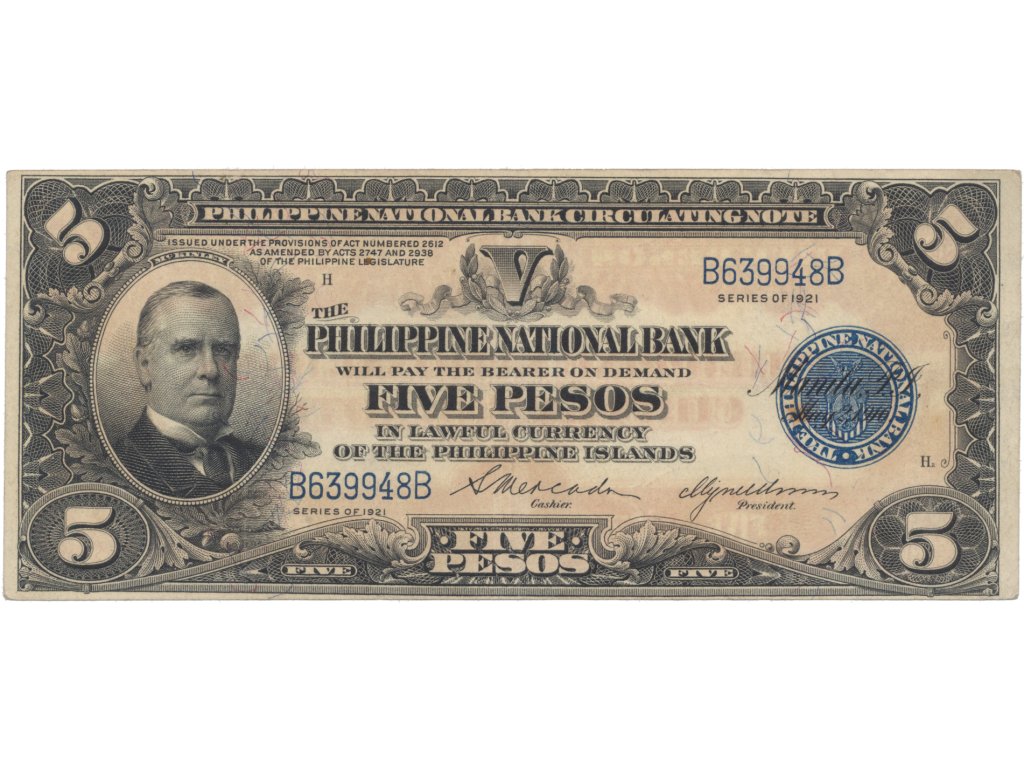 5
PHILIPPINE NATIONAL BANK CIRCULATING NOTE
5
ISSUED UNDER THE PROVISIONS OF ACT NUMBERED 2612
AS AMENDED BY ACTS 2747 AND 2938
OF THE PHILIPPINE LEGISLATURE
MCKINLEY
H
V
B639948B
SERIES OF 1921
THE
PHILIPPINE NATIONAL BANK
WILL PAY THE BEARER ON DEMAND
FIVE PESOS
IN LAWFUL CURRENCY
OF THE PHILIPPINE ISLANDS
Manila, P.I.
THE PHILIPPINE NATIONAL BANK
B639948B
SERIES OF 1921
S Mercado
Cashier.
President.
5
FIVE
FIVE
PESOS
FIVE
5